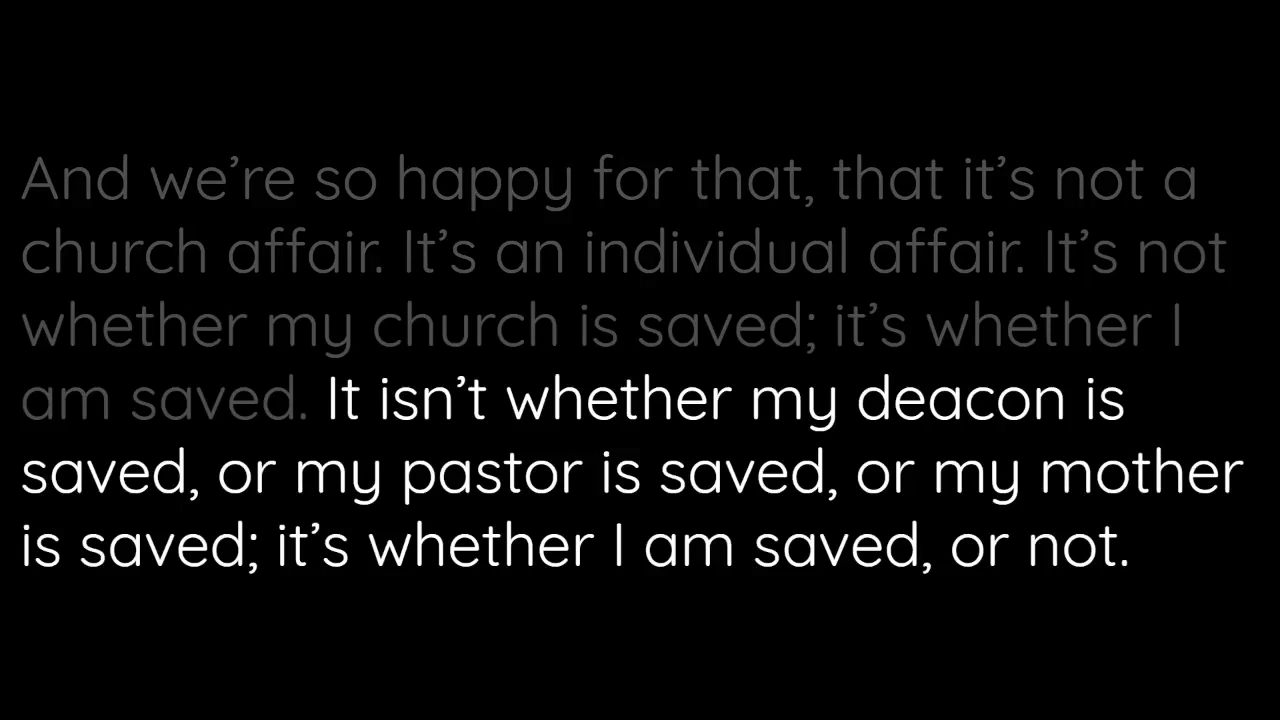 And we’re so happy for that, that it’s not a
church affair. It’s an individual affair. It’s not
whether my church is saved; it’s whether I
am saved. It isn’t whether my deacon is
saved, or my pastor is saved, or my mother
is saved; it’s whether I am saved, or not.